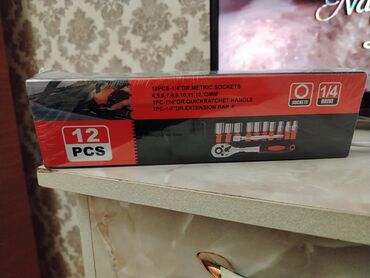 10PCS-1/4"DR.METRIC SOCKETS
4,5,6,7,8,9,10,11,12,13MM
1PC-1/4"DR.QUICKRATCHET HANDLE
1PC-1/4"DR.EXTENSION BAR 4"
SOCKETS
1/4
DRIVE
12
PCS
Na